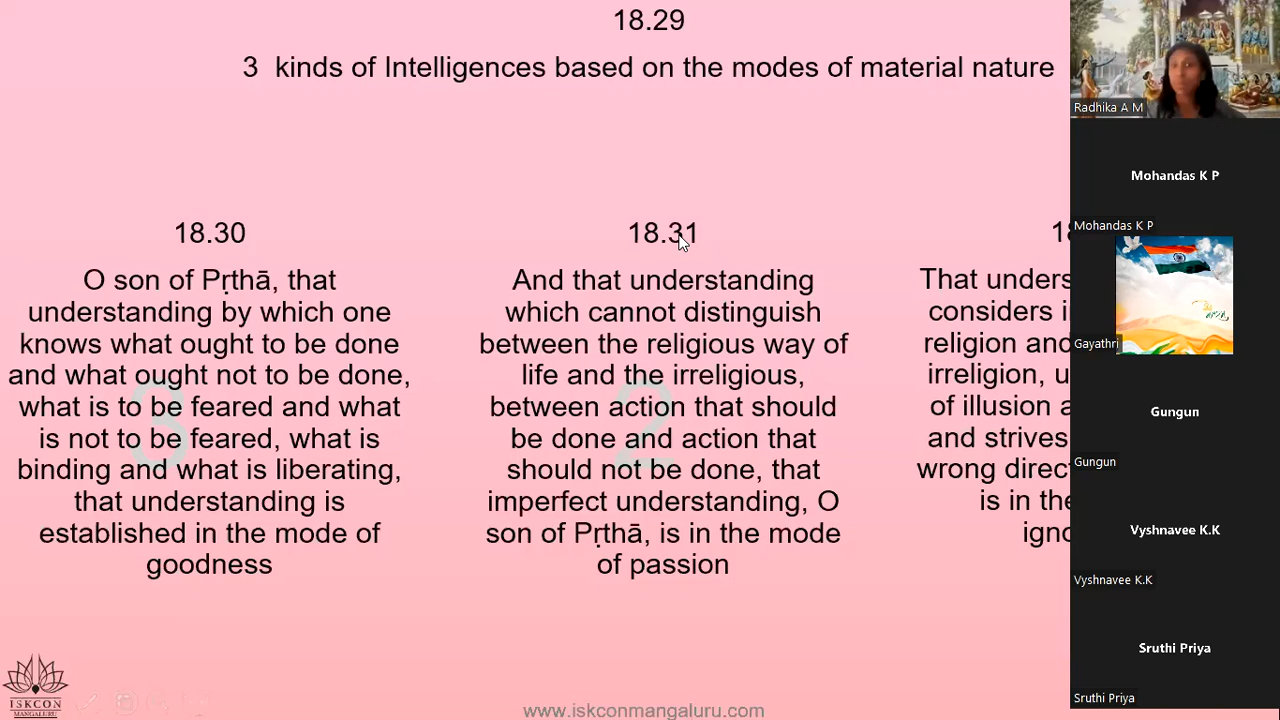 18.29
3 kinds of Intelligences based on the modes of material nature
18.30
O son of Pṛthā, that
understanding by which one
knows what ought to be done
and what ought not to be done,
what is to be feared and what
is not to be feared, what is
binding and what is liberating,
that understanding is
established in the mode of
goodness
3
18.31
And that understanding
which cannot distinguish
between the religious way of
life and the irreligious,
between action that should
be done and action that
should not be done, that
imperfect understanding, O
son of Pṛthā, is in the mode
of passion
2
18
That unders
considers i
religion and
irreligion, u
of illusion a
and strives
wrong direc
is in the
igno
ISKCON
MANGALURU
www.iskconmangaluru.com
Radhika A M
Mohandas K P
Mohandas K P
Gayathri
Gungun
Gungun
Vyshnavee K.K
Vyshnavee K.K
Sruthi Priya
Sruthi Priya